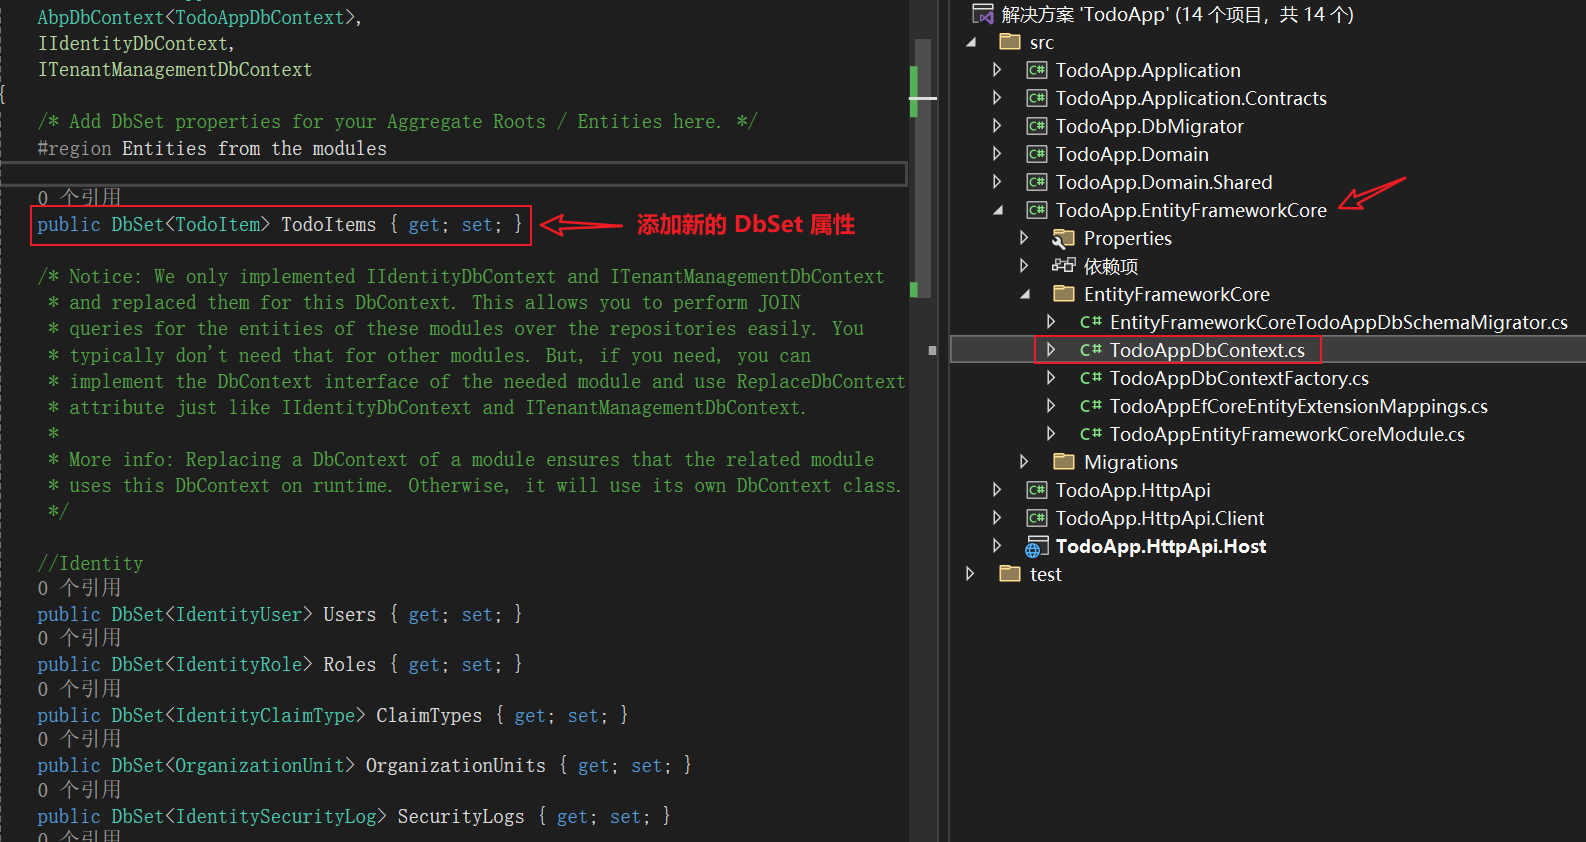 AbpDbContext<TodoAppDbContext>,
IIdentityDbContext,
ITenantManagementDbContext
{
/* Add DbSet properties for your Aggregate Roots / Entities here. */
#region Entities from the modules
0 个引用
public DbSet<TodoItem> TodoItems { get; set; }
添加新的 DbSet 属性
/* Notice: We only implemented IIdentityDbContext and ITenantManagementDbContext
* and replaced them for this DbContext. This allows you to perform JOIN
* queries for the entities of these modules over the repositories easily. You
* typically don't need that for other modules. But, if you need, you can
* implement the DbContext interface of the needed module and use ReplaceDbContext
* attribute just like IIdentityDbContext and ITenantManagementDbContext.
*
* More info: Replacing a DbContext of a module ensures that the related module
* uses this DbContext on runtime. Otherwise, it will use its own DbContext class.
*/
//Identity
0 个引用
public DbSet<IdentityUser> Users { get; set; }
0 个引用
public DbSet<IdentityRole> Roles { get; set; }
0 个引用
public DbSet<IdentityClaimType> ClaimTypes { get; set; }
0 个引用
public DbSet<OrganizationUnit> OrganizationUnits { get; set; }
0 个引用
public DbSet<IdentitySecurityLog> SecurityLogs { get; set; }
0 个引用
解决方案 'TodoApp' (14 个项目，共 14 个)
src
C# TodoApp.Application
C# TodoApp.Application.Contracts
C# TodoApp.DbMigrator
C# TodoApp.Domain
C# TodoApp.Domain.Shared
C# TodoApp.EntityFrameworkCore
Properties
依赖项
EntityFrameworkCore
C# EntityFrameworkCoreTodoAppDbSchemaMigrator.cs
C# TodoAppDbContext.cs
C# TodoAppDbContextFactory.cs
C# TodoAppEfCoreEntityExtensionMappings.cs
C# TodoAppEntityFrameworkCoreModule.cs
Migrations
C# TodoApp.HttpApi
C# TodoApp.HttpApi.Client
TodoApp.HttpApi.Host
test